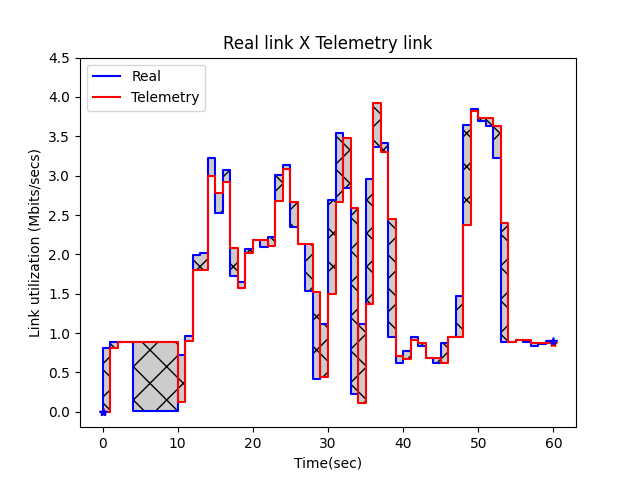 Real link X Telemetry link
Real
Telemetry
Link utilization (Mbits/secs)
4.5
4.0
3.5
3.0
2.5
2.0
1.5
1.0
0.5
0.0
0 10 20 30 40 50 60
Time(sec)